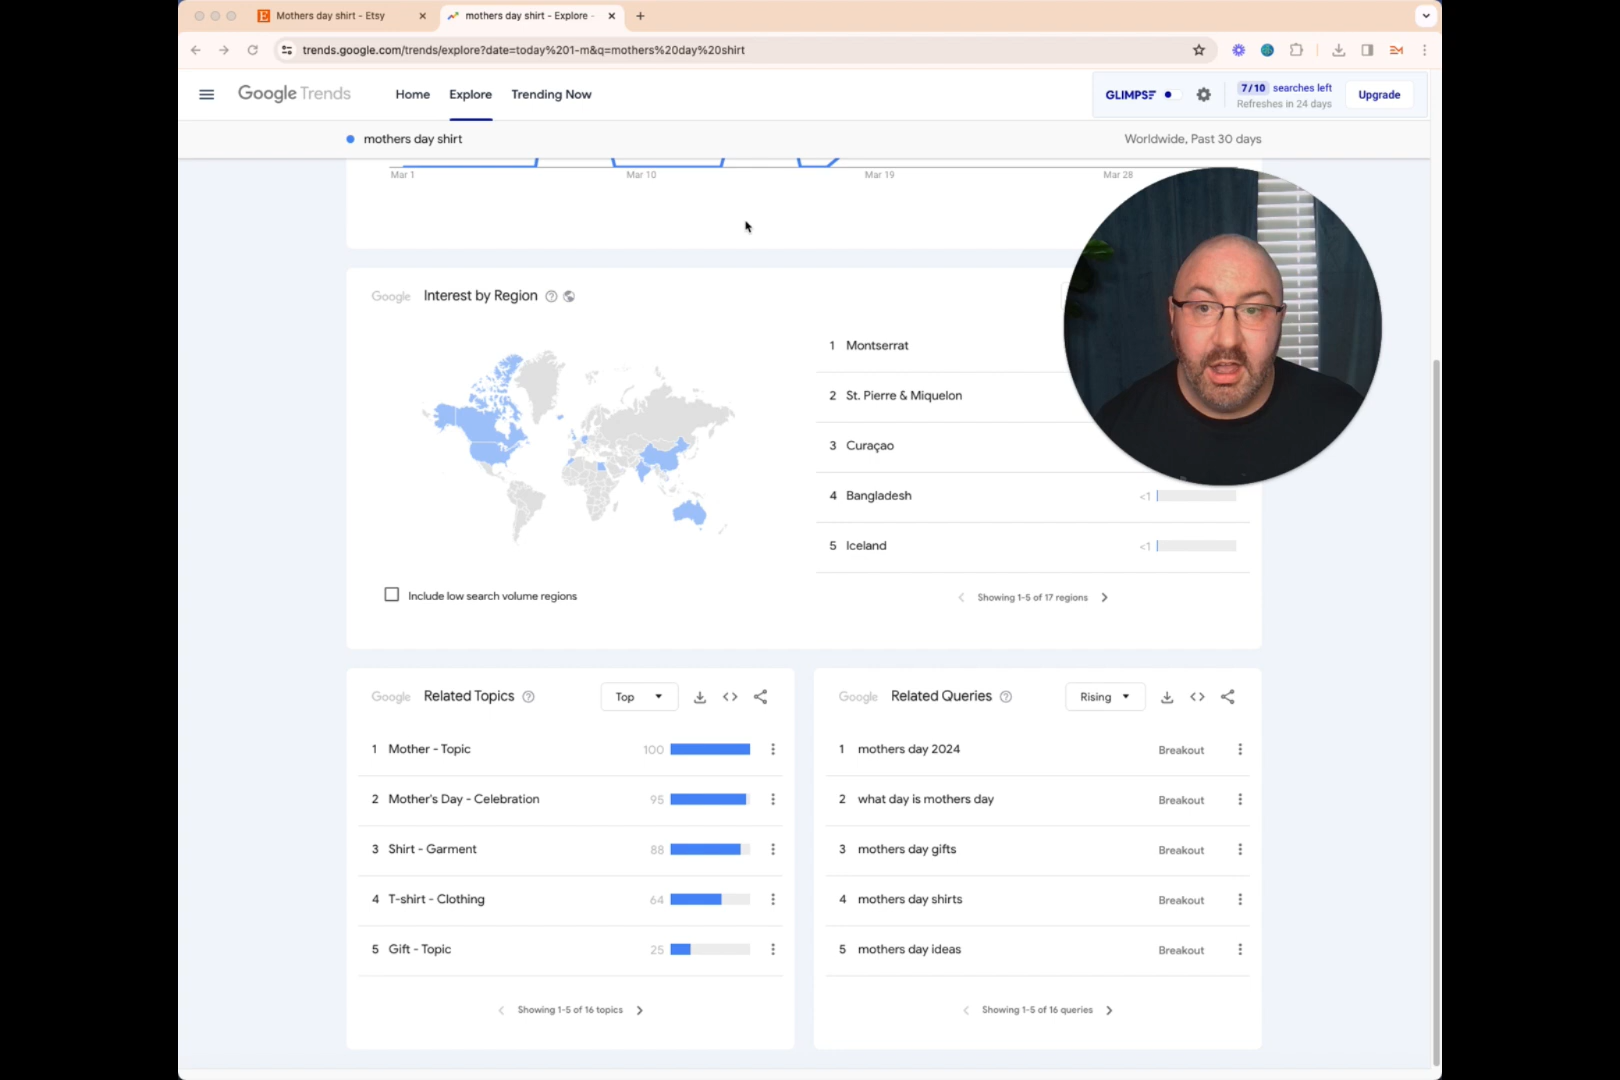 Mothers day shirt - Etsy
mothers day shirt - Explore -
trends.google.com/trends/explore?date=today%201-m&q=mothers%20day%20shirt
Google Trends
Home
Explore
Trending Now
GLIMPSE
7/10 searches left
Refreshes in 24 days
Upgrade
mothers day shirt
Worldwide, Past 30 days
Mar 1
Mar 10
Mar 19
Mar 28
Google Interest by Region
1 Montserrat
2 St. Pierre & Miquelon
3 Curaçao
4 Bangladesh <1
5 Iceland <1
Include low search volume regions
Showing 1-5 of 17 regions
Google Related Topics
Top
1 Mother - Topic 100
2 Mother's Day - Celebration 95
3 Shirt - Garment 88
4 T-shirt - Clothing 64
5 Gift - Topic 25
Showing 1-5 of 16 topics
Google Related Queries
Rising
1 mothers day 2024 Breakout
2 what day is mothers day Breakout
3 mothers day gifts Breakout
4 mothers day shirts Breakout
5 mothers day ideas Breakout
Showing 1-5 of 16 queries